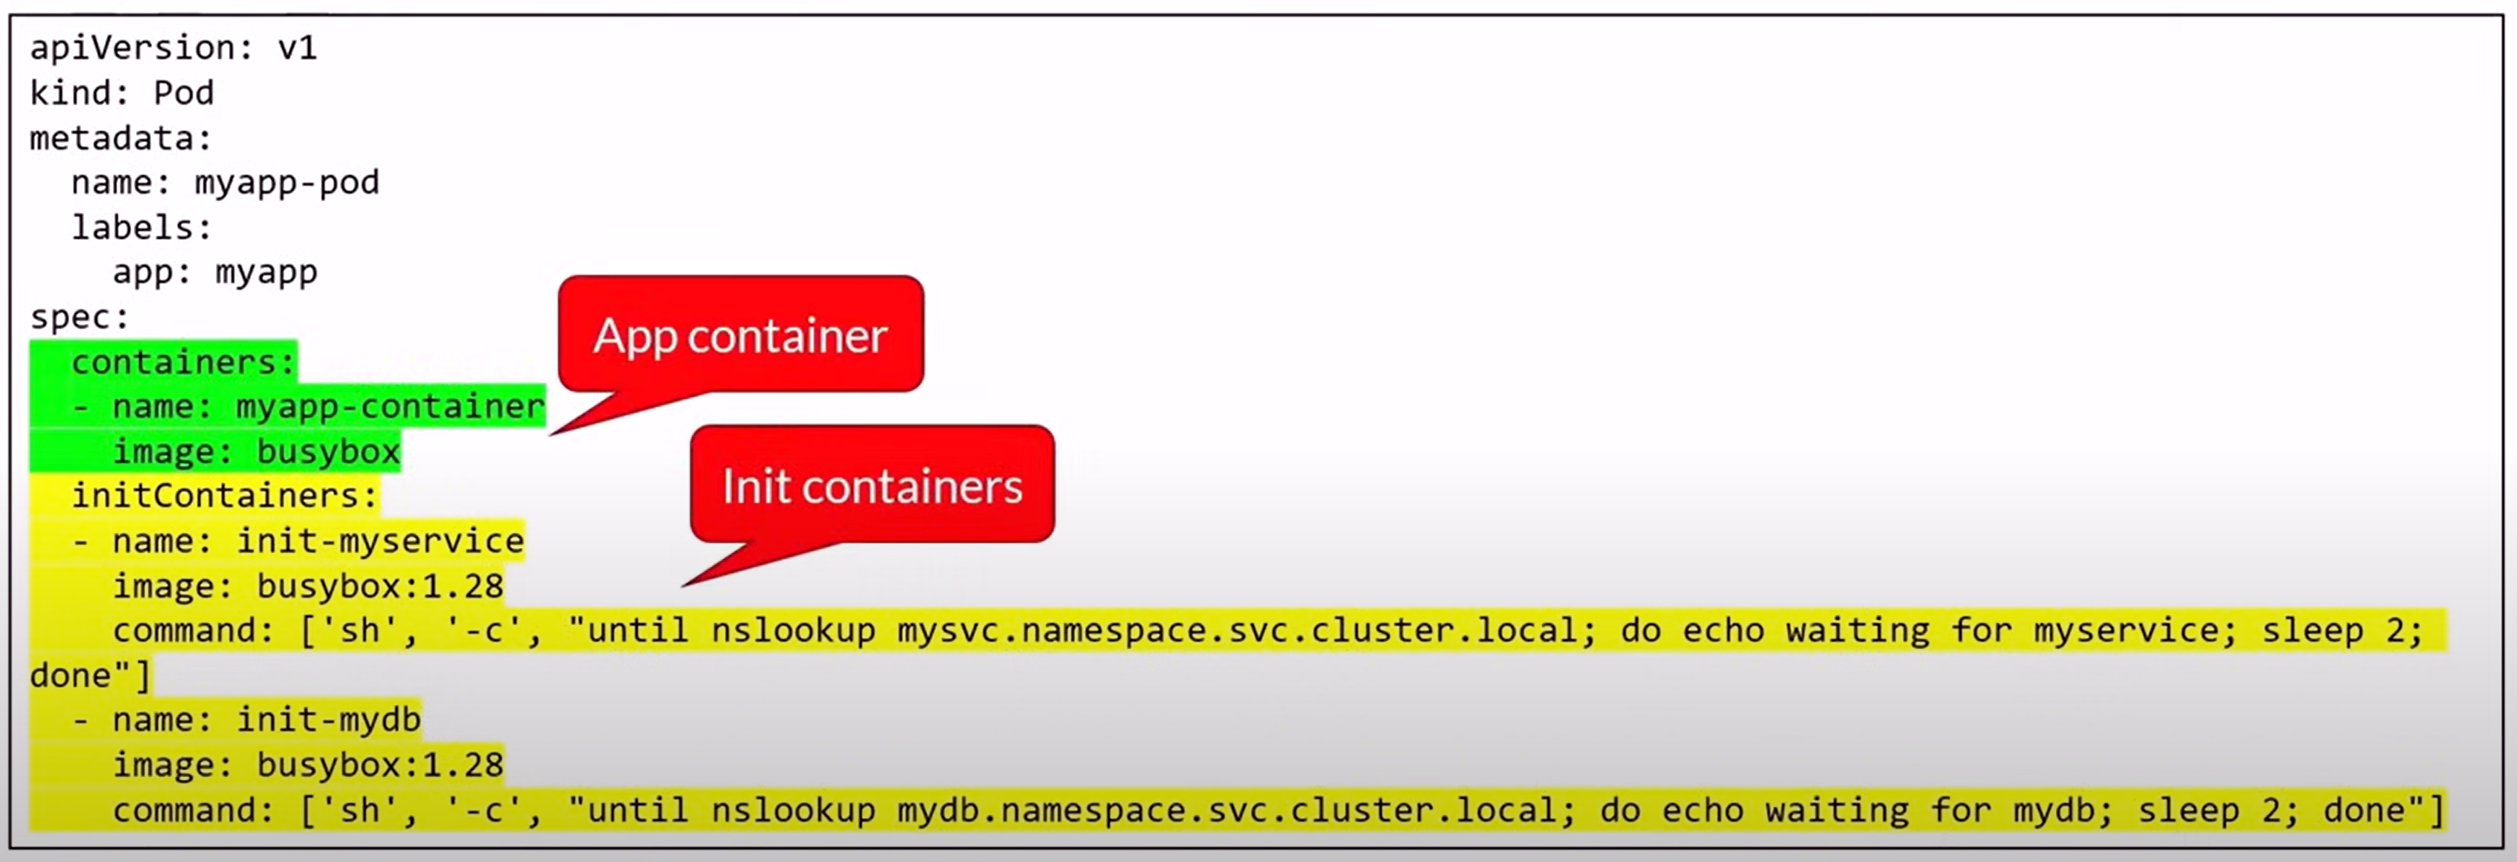 apiVersion: v1
kind: Pod
metadata:
  name: myapp-pod
  labels:
    app: myapp
spec:
  containers:
  - name: myapp-container
    image: busybox
  initContainers:
  - name: init-myservice
    image: busybox:1.28
    command: ['sh', '-c', "until nslookup mysvc.namespace.svc.cluster.local; do echo waiting for myservice; sleep 2;
done"]
  - name: init-mydb
    image: busybox:1.28
    command: ['sh', '-c', "until nslookup mydb.namespace.svc.cluster.local; do echo waiting for mydb; sleep 2; done"]
App container
Init containers